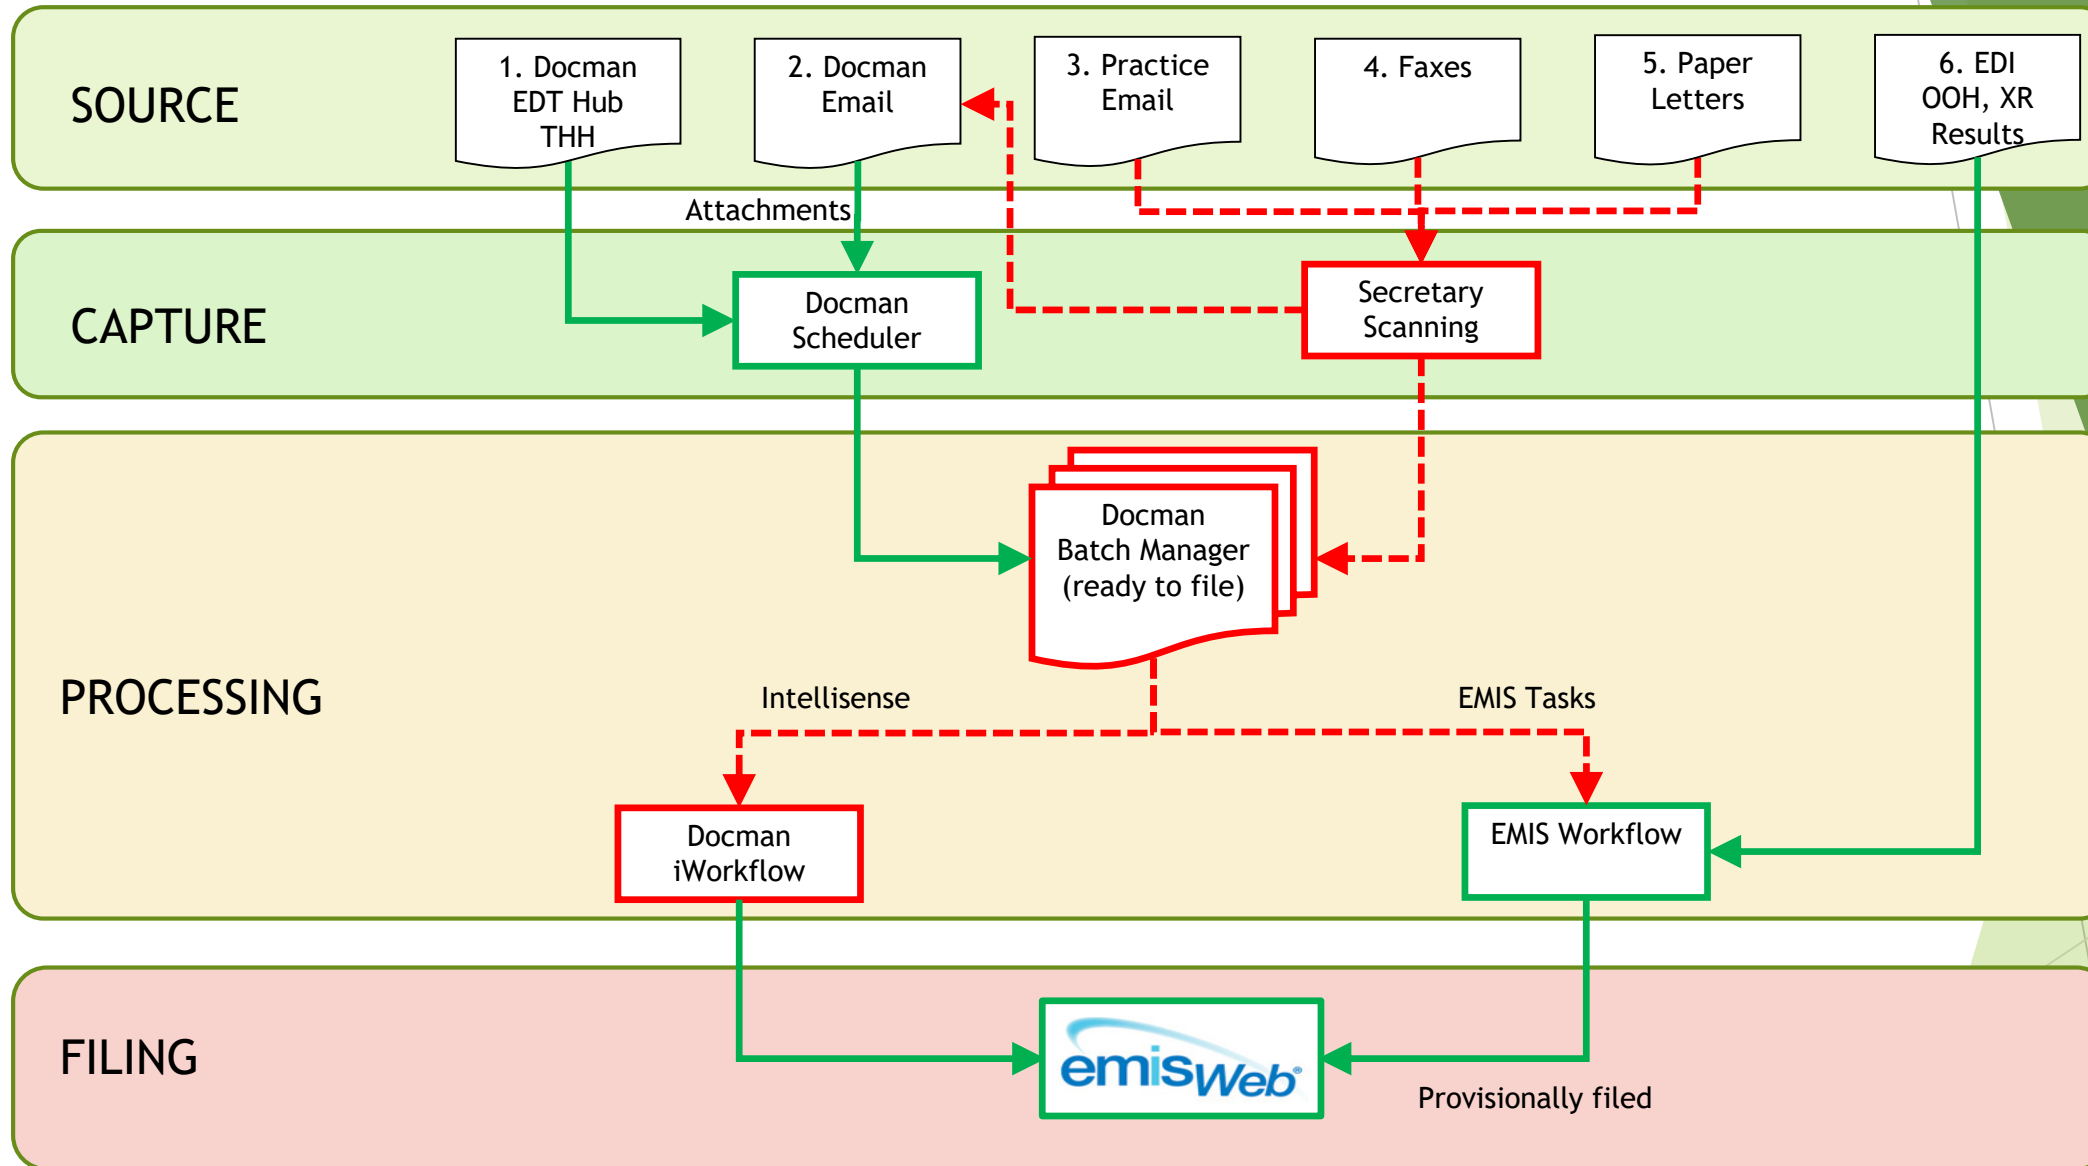 SOURCE
1. Docman
EDT Hub
THH
2. Docman
Email
3. Practice
Email
4. Faxes
5. Paper
Letters
6. EDI
OOH, XR
Results
Attachments
CAPTURE
Docman
Scheduler
Secretary
Scanning
PROCESSING
Docman
Batch Manager
(ready to file)
Intellisense
EMIS Tasks
Docman
iWorkflow
EMIS Workflow
FILING
emisWeb®
Provisionally filed